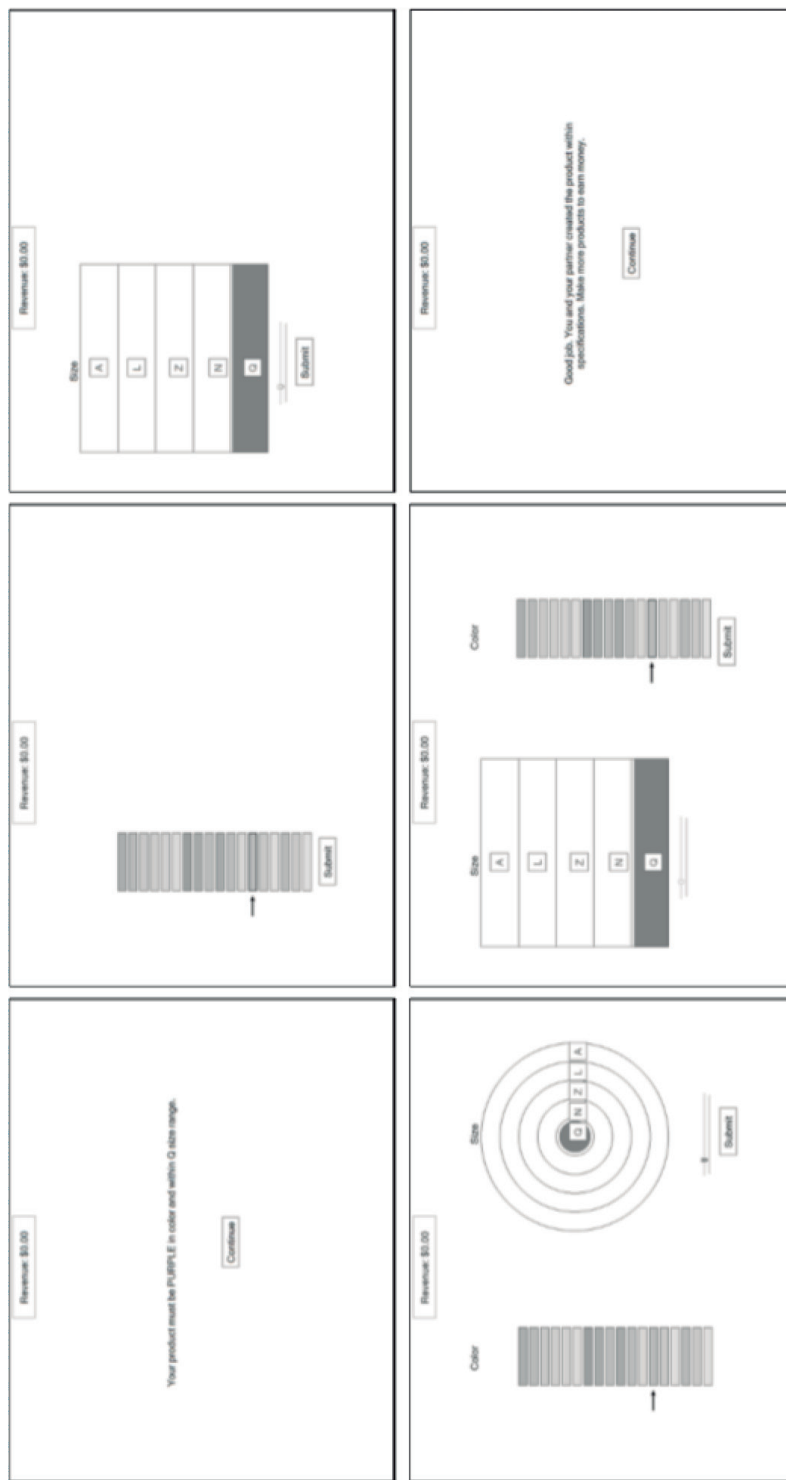 Revenue: $0.00
Your product must be PURPLE in color and within Q size range.
Continue
Revenue: $0.00
Submit
Revenue: $0.00
Size
A
L
Z
N
Q
Submit
Revenue: $0.00
Color
Size
Q N Z L A
Submit
Revenue: $0.00
Size
A
L
Z
N
Q
Color
Submit
Revenue: $0.00
Good job. You and your partner created the product within
specifications. Make more products to earn money.
Continue